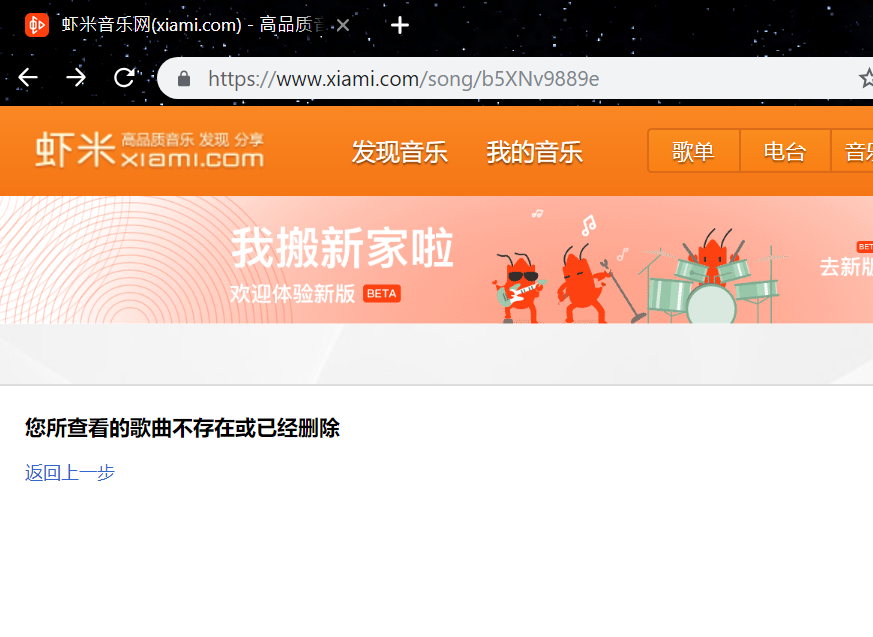 虾米音乐网(xiami.com) - 高品质
https://www.xiami.com/song/b5XNv9889e
虾米 高品质音乐 发现 分享
xiami.com
发现音乐 我的音乐 歌单 电台 音
我搬新家啦
欢迎体验新版 BETA
去新版
您所查看的歌曲不存在或已经删除
返回上一步